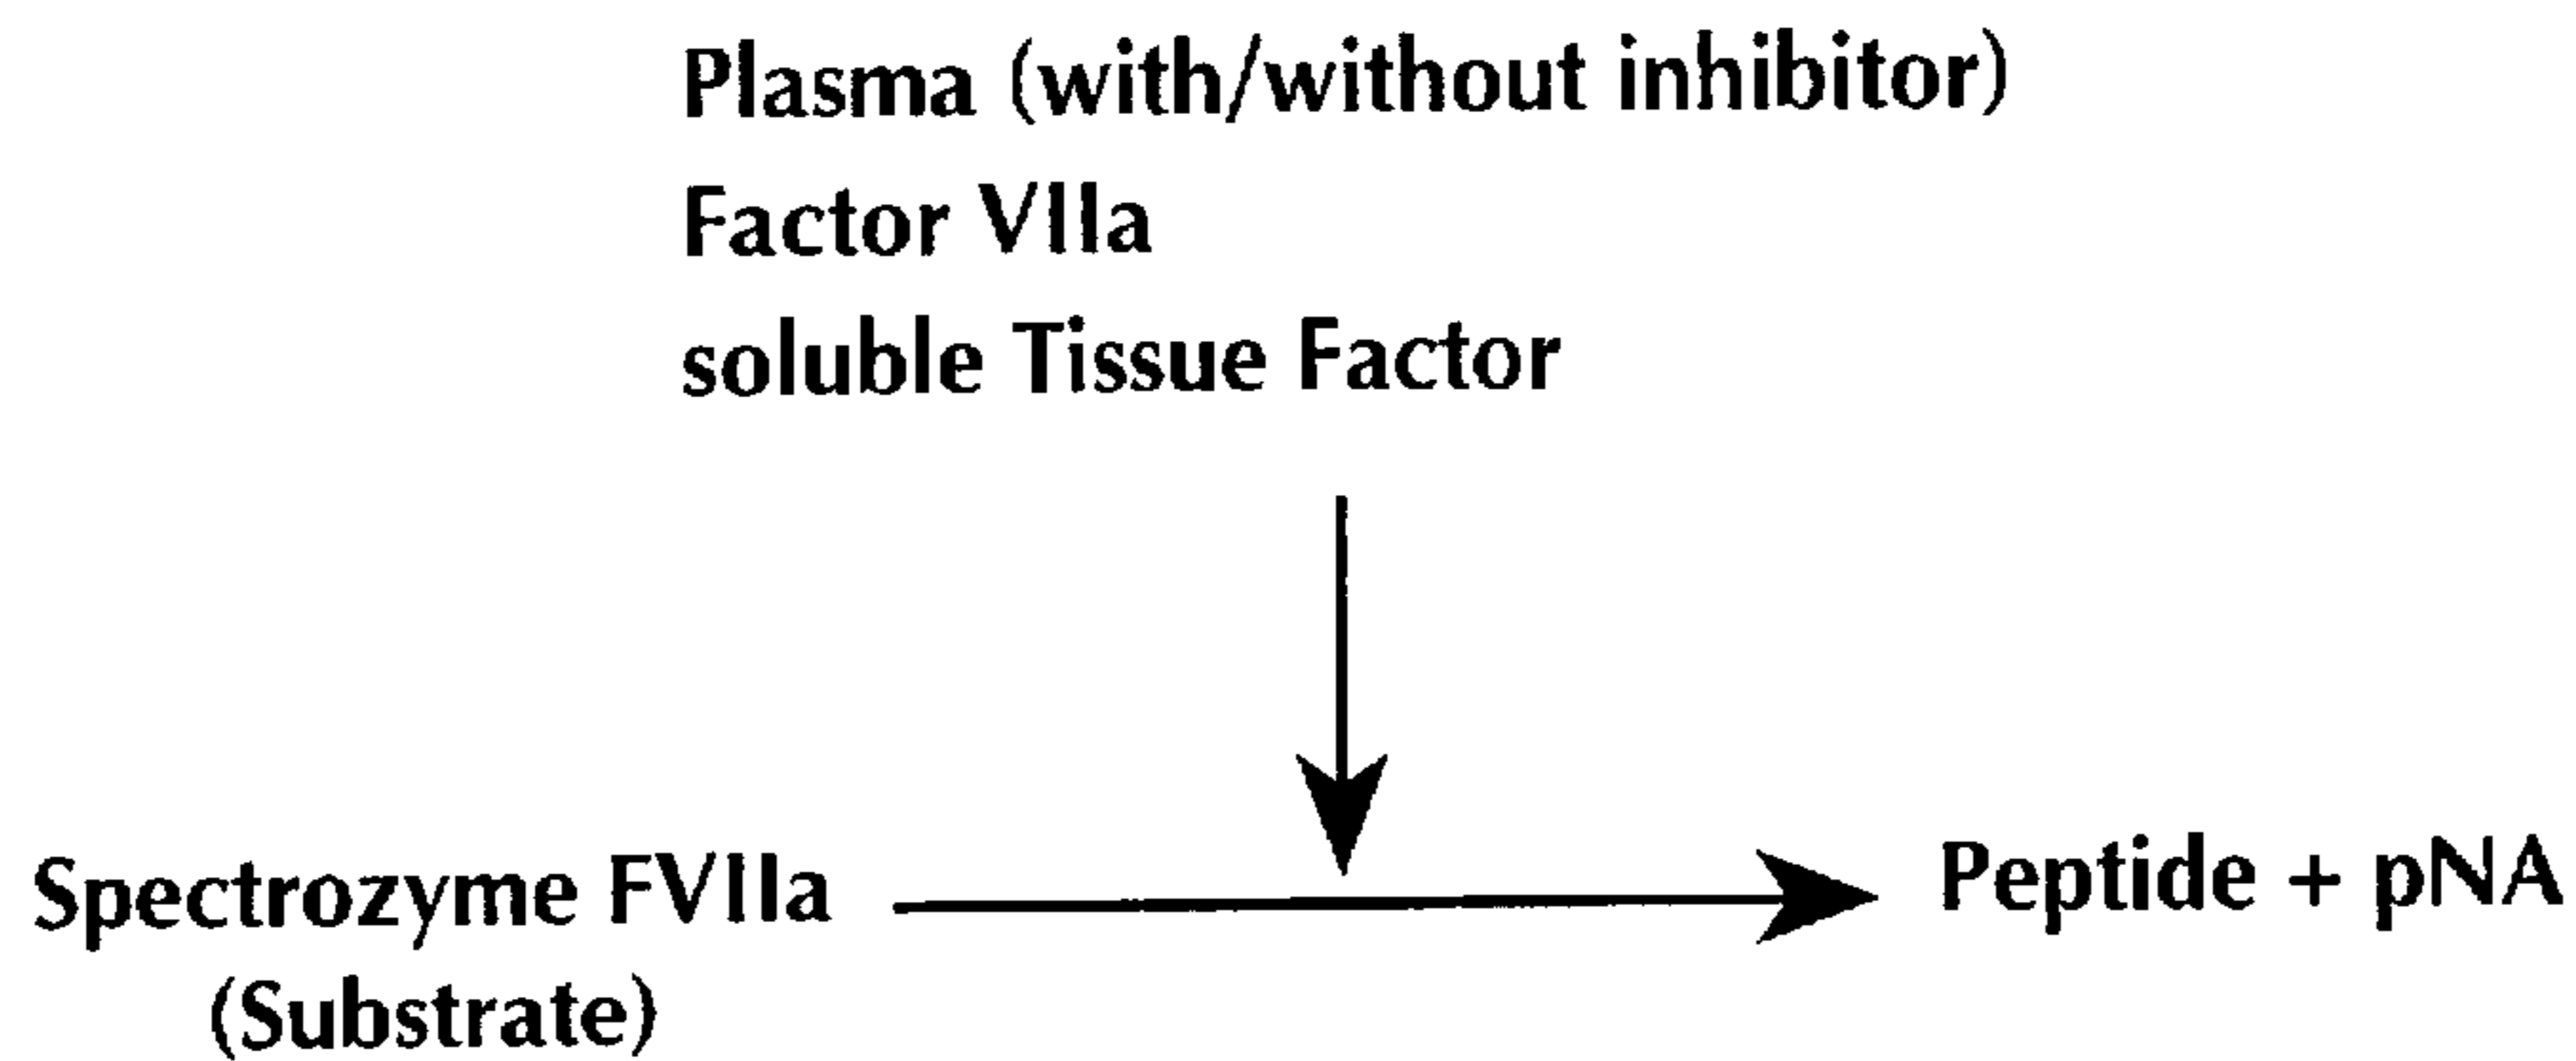 Plasma (with/without inhibitor)
Factor VIIa
soluble Tissue Factor
Spectrozyme FVIIa
(Substrate)
Peptide + pNA